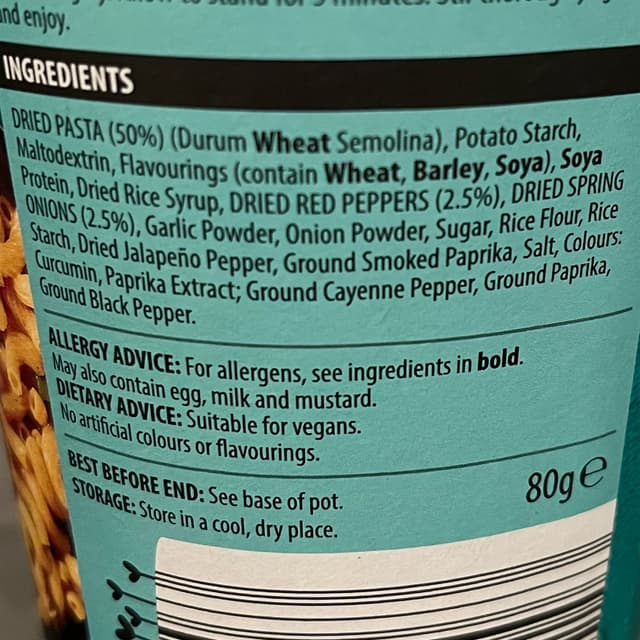 and enjoy.
INGREDIENTS
DRIED PASTA (50%) (Durum Wheat Semolina), Potato Starch,
Maltodextrin, Flavourings (contain Wheat, Barley, Soya), Soya
Protein, Dried Rice Syrup, DRIED RED PEPPERS (2.5%), DRIED SPRING
ONIONS (2.5%), Garlic Powder, Onion Powder, Sugar, Rice Flour, Rice
Starch, Dried Jalapeño Pepper, Ground Smoked Paprika, Salt, Colours:
Curcumin, Paprika Extract; Ground Cayenne Pepper, Ground Paprika,
Ground Black Pepper.
ALLERGY ADVICE: For allergens, see ingredients in bold.
May also contain egg, milk and mustard.
DIETARY ADVICE: Suitable for vegans.
No artificial colours or flavourings.
BEST BEFORE END: See base of pot.
STORAGE: Store in a cool, dry place.
80g℮